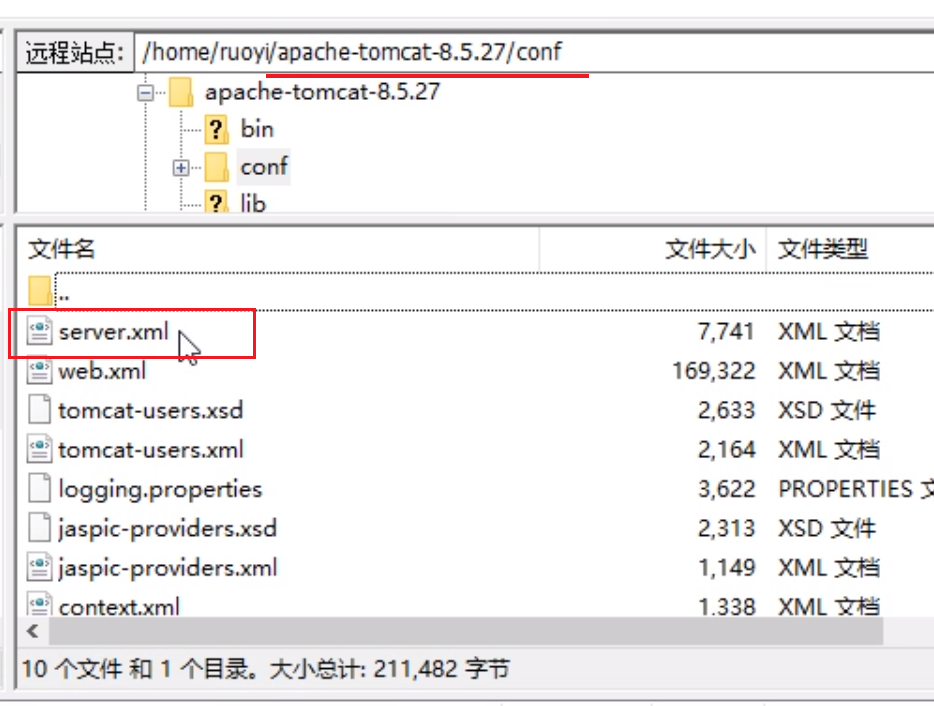 远程站点: /home/ruoyi/apache-tomcat-8.5.27/conf
apache-tomcat-8.5.27
bin
conf
lib
文件名 文件大小 文件类型
..
server.xml 7,741 XML 文档
web.xml 169,322 XML 文档
tomcat-users.xsd 2,633 XSD 文件
tomcat-users.xml 2,164 XML 文档
logging.properties 3,622 PROPERTIES 文
jaspic-providers.xsd 2,313 XSD 文件
jaspic-providers.xml 1,149 XML 文档
context.xml 1,338 XML 文档
10 个文件 和 1 个目录。大小总计: 211,482 字节